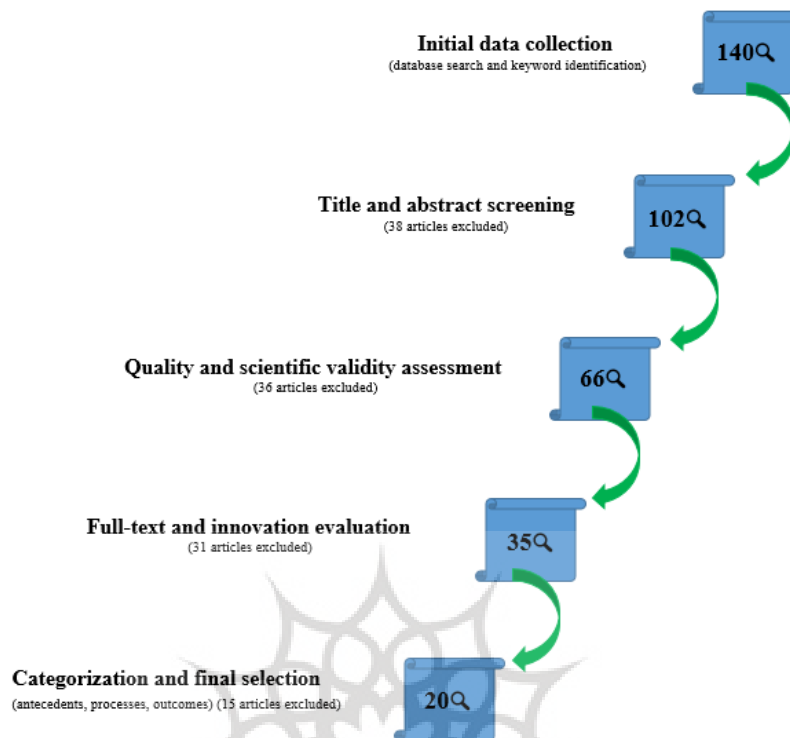 Initial data collection
(database search and keyword identification)
140
Title and abstract screening
(38 articles excluded)
102
Quality and scientific validity assessment
(36 articles excluded)
66
Full-text and innovation evaluation
(31 articles excluded)
35
Categorization and final selection
(antecedents, processes, outcomes) (15 articles excluded)
20